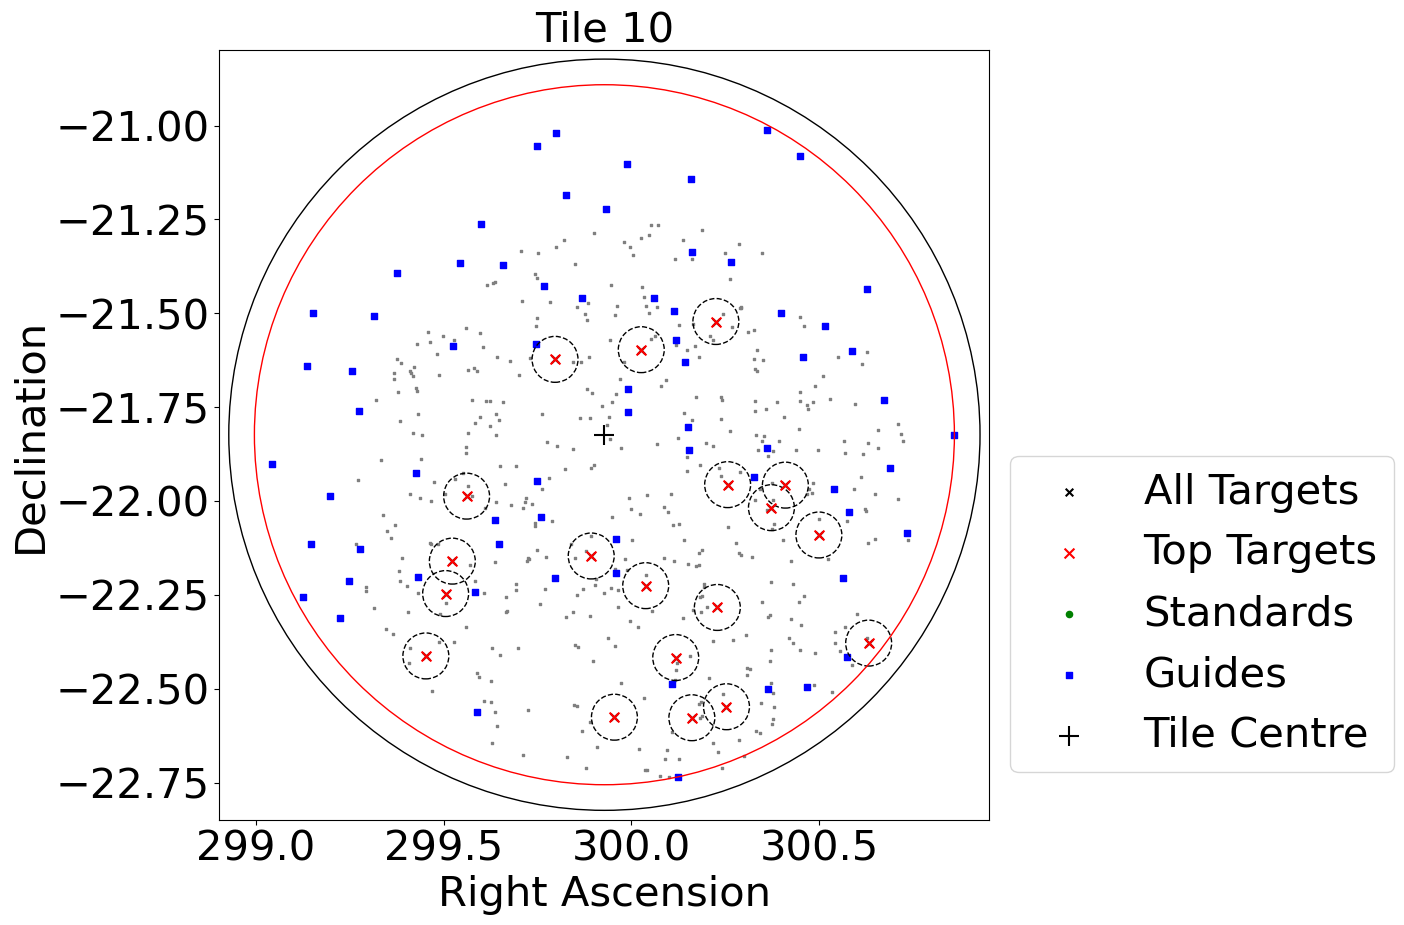 Tile 10
−21.00
−21.25
−21.50
−21.75
−22.00
−22.25
−22.50
−22.75
Declination
299.0 299.5 300.0 300.5
Right Ascension
All Targets
Top Targets
Standards
Guides
Tile Centre